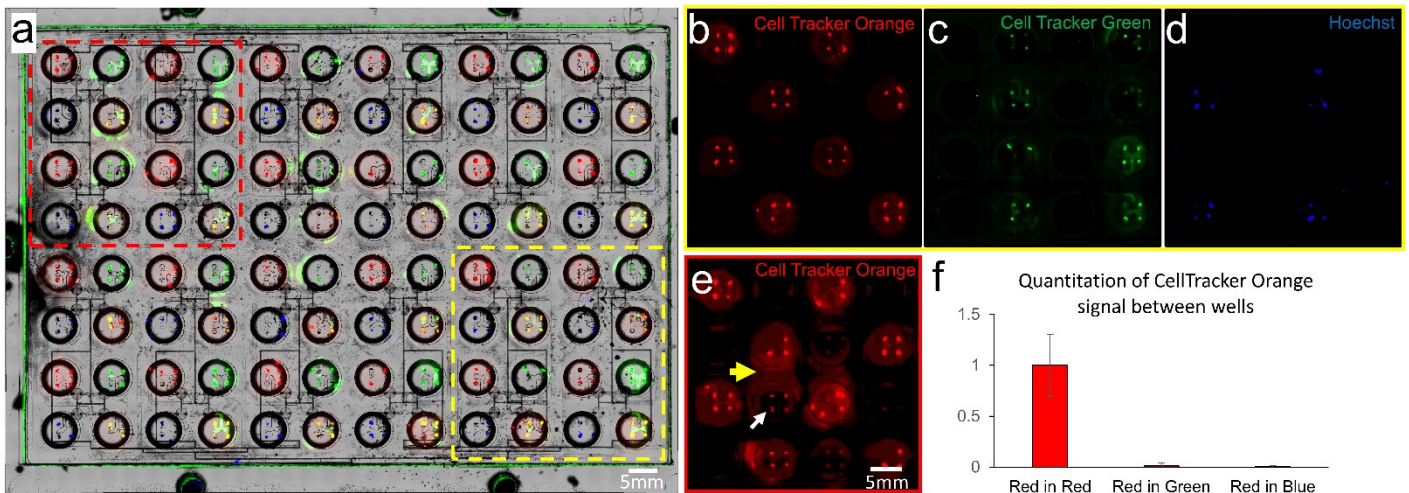 a
5mm
b
Cell Tracker Orange
c
Cell Tracker Green
d
Hoechst
e
Cell Tracker Orange
5mm
f
Quantitation of CellTracker Orange
signal between wells
1.5
1
0.5
0
Red in Red
Red in Green
Red in Blue